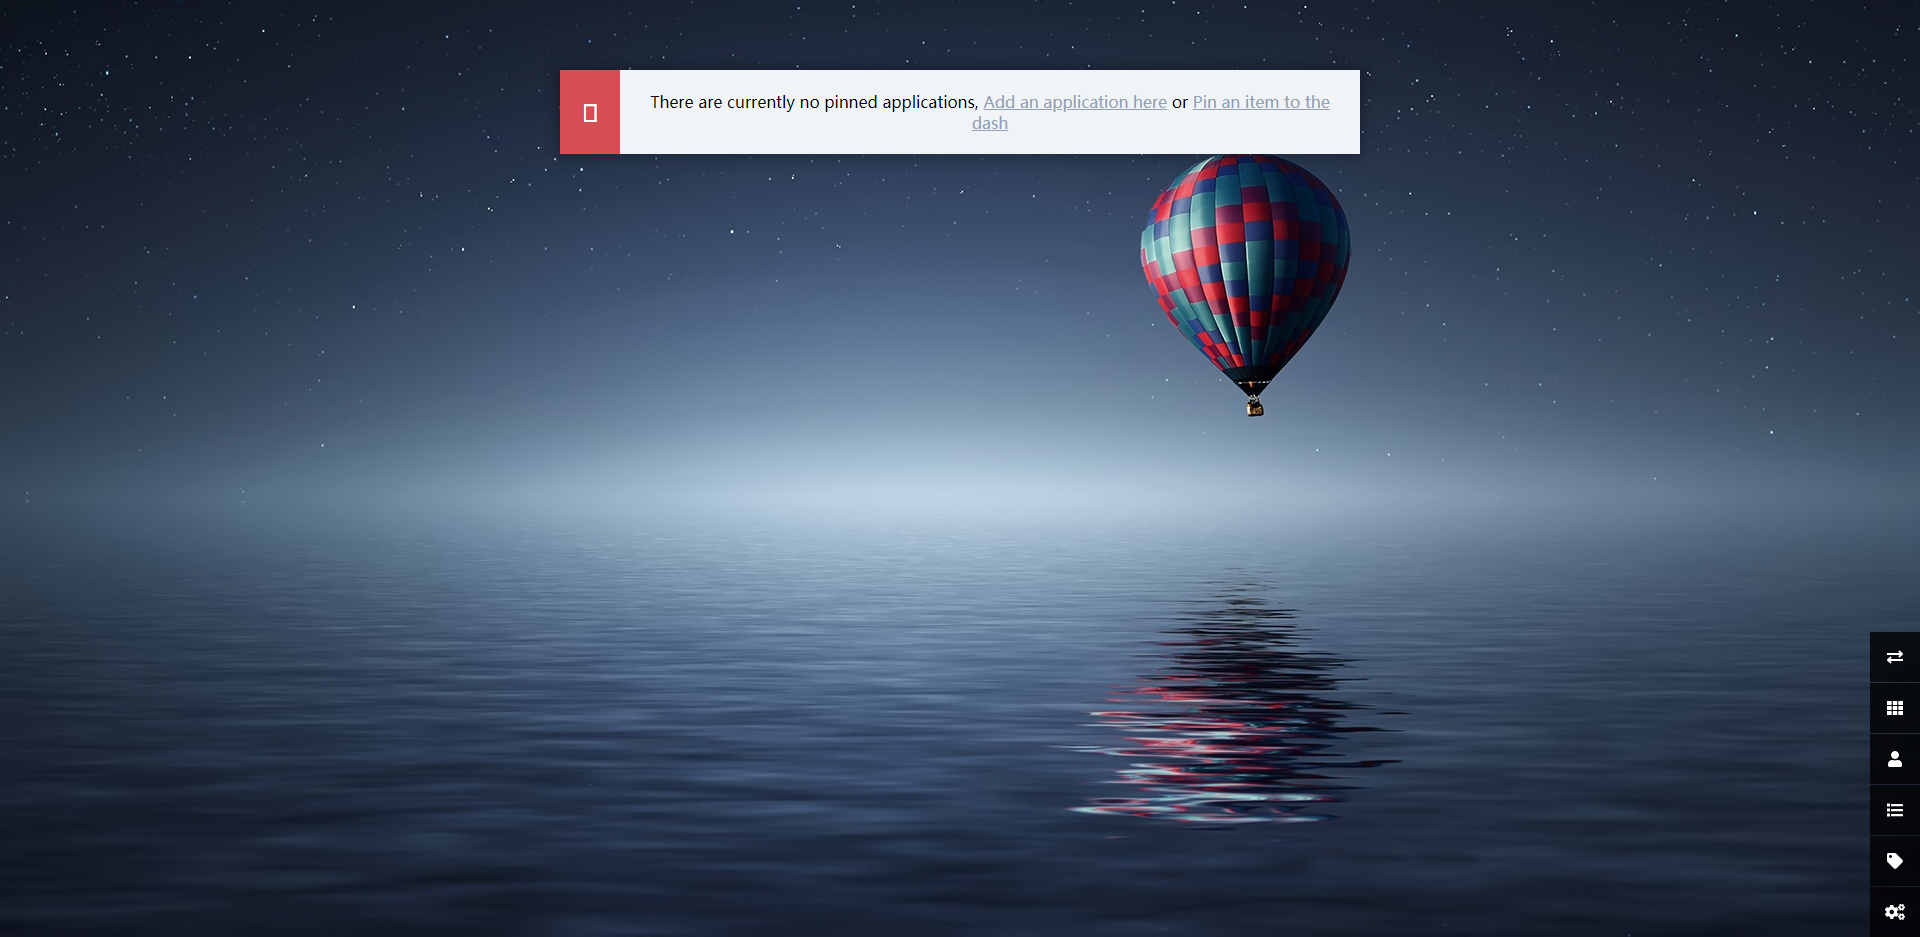 There are currently no pinned applications, Add an application here or Pin an item to the
dash